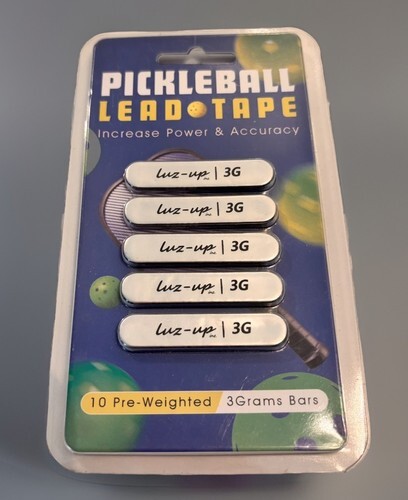 PICKLEBALL
LEAD TAPE
Increase Power & Accuracy
Luz-up | 3G
Luz-up | 3G
Luz-up | 3G
Luz-up | 3G
Luz-up | 3G
10 Pre-Weighted / 3Grams Bars